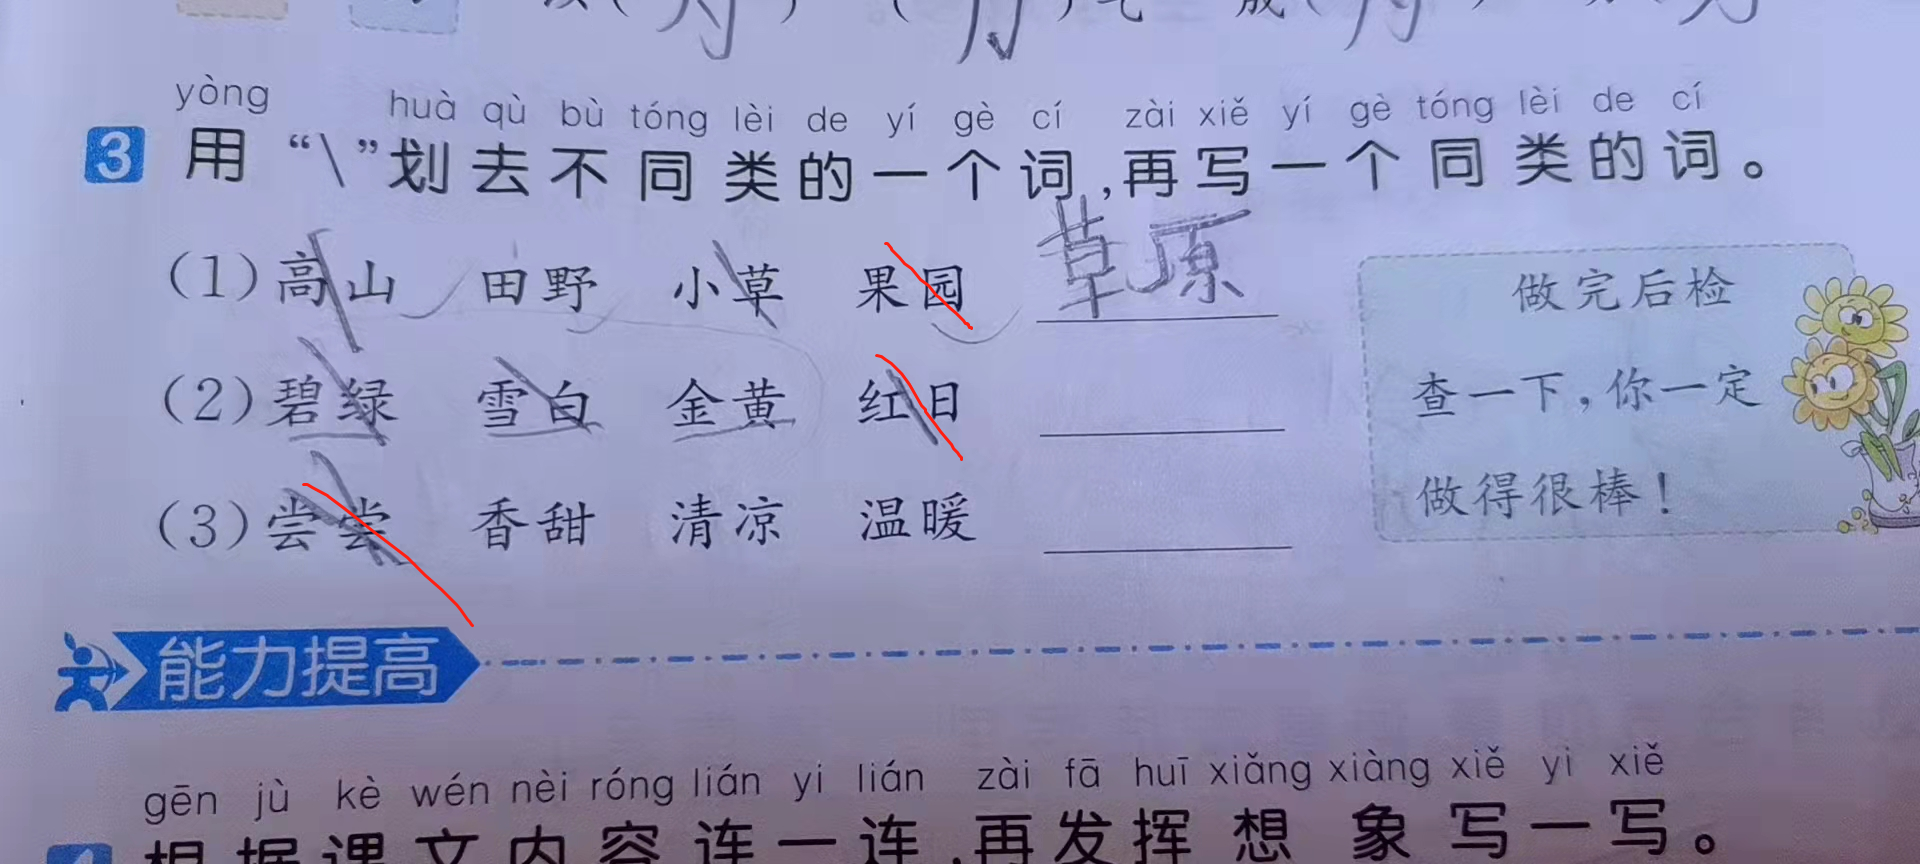 yòng huà qù bù tóng lèi de yí gè cí zài xiě yí gè tóng lèi de cí
3 用“\”划去不同类的一个词,再写一个同类的词。
(1)高山 田野 小草 果园 草原
(2)碧绿 雪白 金黄 红日
(3)尝尝 香甜 清凉 温暖
做完后检
查一下,你一定
做得很棒!
能力提高
gēn jù kè wén nèi róng lián yi lián zài fā huī xiǎng xiàng xiě yi xiě
根据课文内容连一连,再发挥想象写一写。